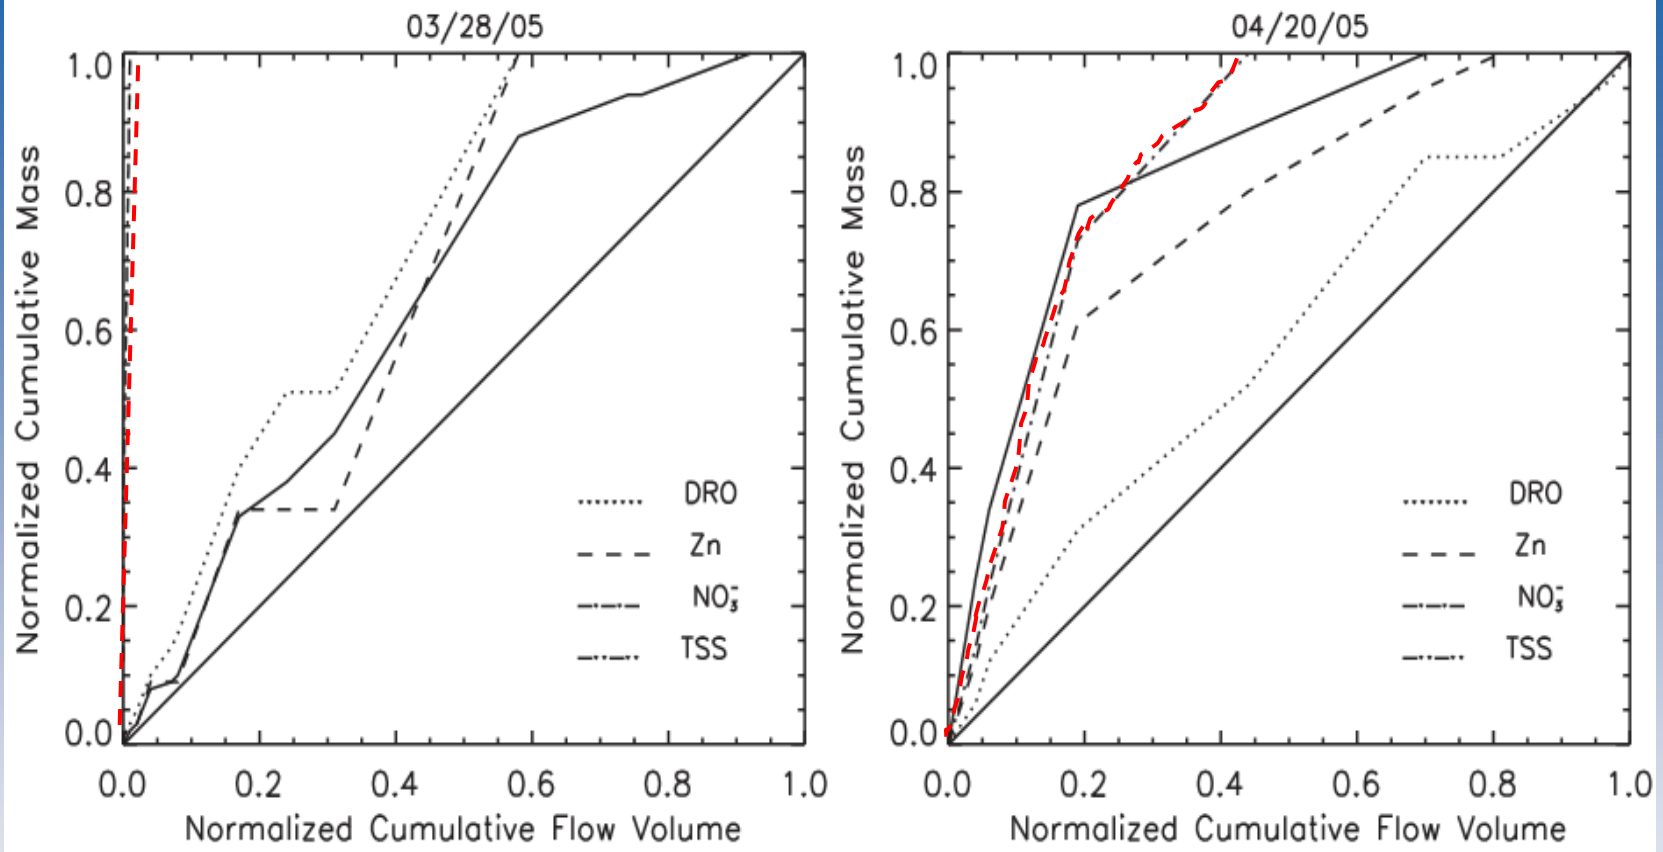 03/28/05
Normalized Cumulative Mass
1.0
0.8
0.6
0.4
0.2
0.0
DRO
Zn
NO₃⁻
TSS
0.0 0.2 0.4 0.6 0.8 1.0
Normalized Cumulative Flow Volume
04/20/05
Normalized Cumulative Mass
1.0
0.8
0.6
0.4
0.2
0.0
DRO
Zn
NO₃⁻
TSS
0.0 0.2 0.4 0.6 0.8 1.0
Normalized Cumulative Flow Volume